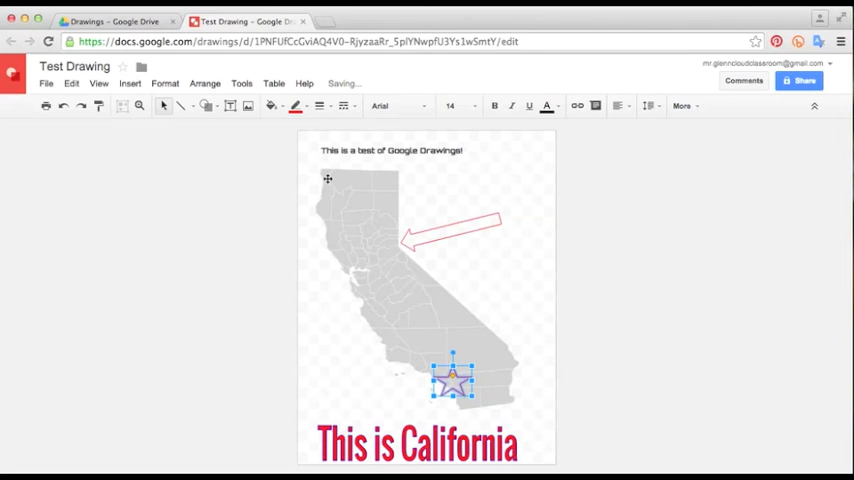 Drawings – Google Drive
Test Drawing – Google Dr
https://docs.google.com/drawings/d/1PNFUfCcGviAQ4V0-RjyzaaRr_5plYNwpfU3Ys1wSmtY/edit
Test Drawing
mr.glenncloudclassroom@gmail.com
File Edit View Insert Format Arrange Tools Table Help Saving...
Comments Share
Arial 14 B I U A More
This is a test of Google Drawings!
This is California